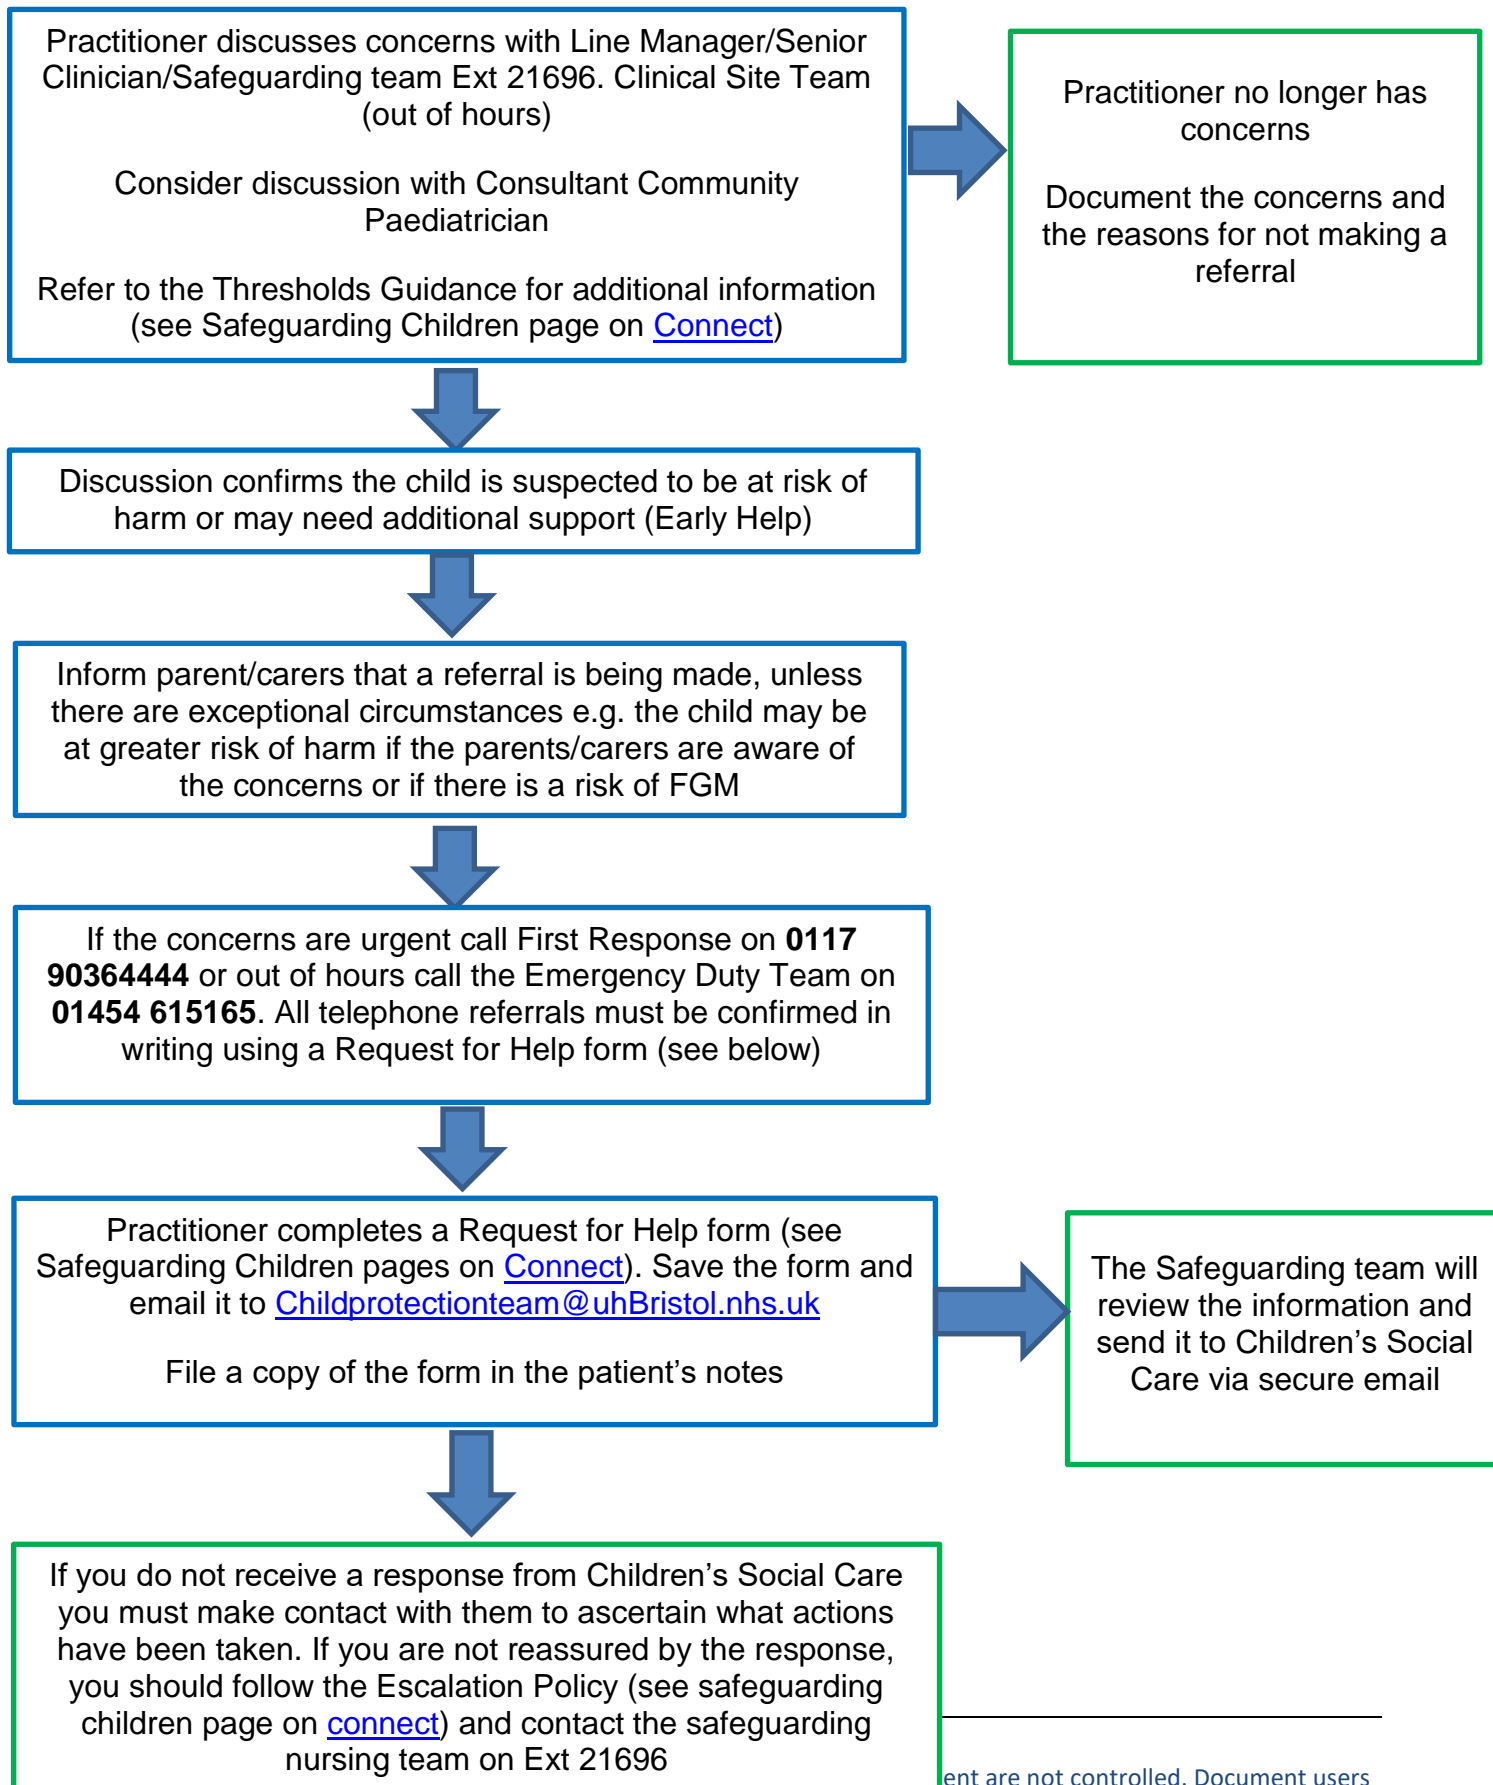 Practitioner discusses concerns with Line Manager/Senior
Clinician/Safeguarding team Ext 21696. Clinical Site Team
(out of hours)
Consider discussion with Consultant Community
Paediatrician
Refer to the Thresholds Guidance for additional information
(see Safeguarding Children page on Connect)
Practitioner no longer has
concerns
Document the concerns and
the reasons for not making a
referral
Discussion confirms the child is suspected to be at risk of
harm or may need additional support (Early Help)
Inform parent/carers that a referral is being made, unless
there are exceptional circumstances e.g. the child may be
at greater risk of harm if the parents/carers are aware of
the concerns or if there is a risk of FGM
If the concerns are urgent call First Response on 0117
90364444 or out of hours call the Emergency Duty Team on
01454 615165. All telephone referrals must be confirmed in
writing using a Request for Help form (see below)
Practitioner completes a Request for Help form (see
Safeguarding Children pages on Connect). Save the form and
email it to Childprotectionteam@uhBristol.nhs.uk
File a copy of the form in the patient's notes
The Safeguarding team will
review the information and
send it to Children's Social
Care via secure email
If you do not receive a response from Children's Social Care
you must make contact with them to ascertain what actions
have been taken. If you are not reassured by the response,
you should follow the Escalation Policy (see safeguarding
children page on connect) and contact the safeguarding
nursing team on Ext 21696
ent are not controlled. Document users